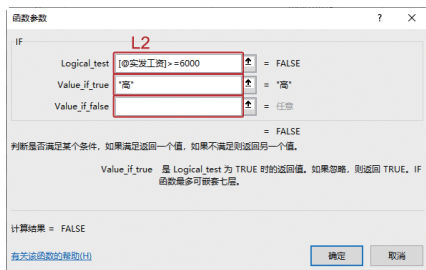 函数参数 ? ×
IF
L2
Logical_test [@实发工资]>=6000 = FALSE
Value_if_true "高" = "高"
Value_if_false = 任意
= FALSE
判断是否满足某个条件，如果满足返回一个值，如果不满足则返回另一个值。
Value_if_true 是 Logical_test 为 TRUE 时的返回值。如果忽略，则返回 TRUE。IF
函数最多可嵌套七层。
计算结果 = FALSE
有关该函数的帮助(H) 确定 取消